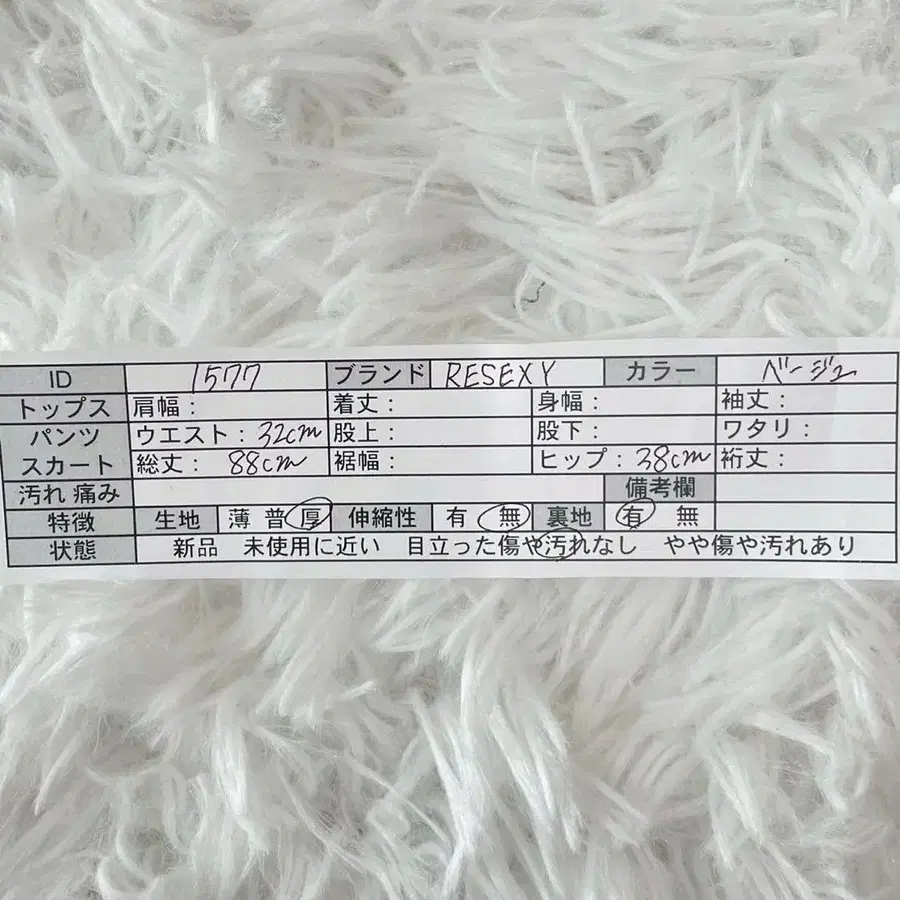 ID 1577 ブランド RESEXY カラー ベージュ
トップス 肩幅： 着丈： 身幅： 袖丈：
パンツ ウエスト：32cm 股上： 股下： ワタリ：
スカート 総丈：88cm 裾幅： ヒップ：38cm 裄丈：
汚れ 痛み 備考欄
特徴 生地 薄 普 厚 伸縮性 有 無 裏地 有 無
状態 新品 未使用に近い 目立った傷や汚れなし やや傷や汚れあり